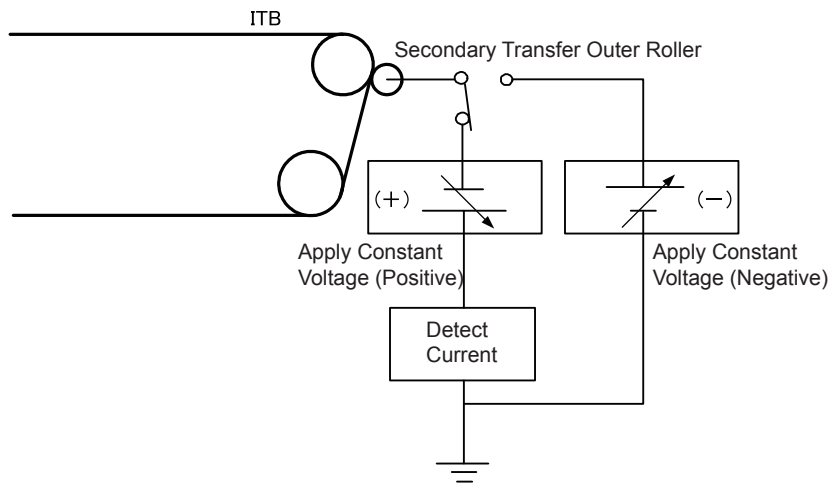 ITB
Secondary Transfer Outer Roller
(+)
(−)
Apply Constant
Voltage (Positive)
Apply Constant
Voltage (Negative)
Detect
Current